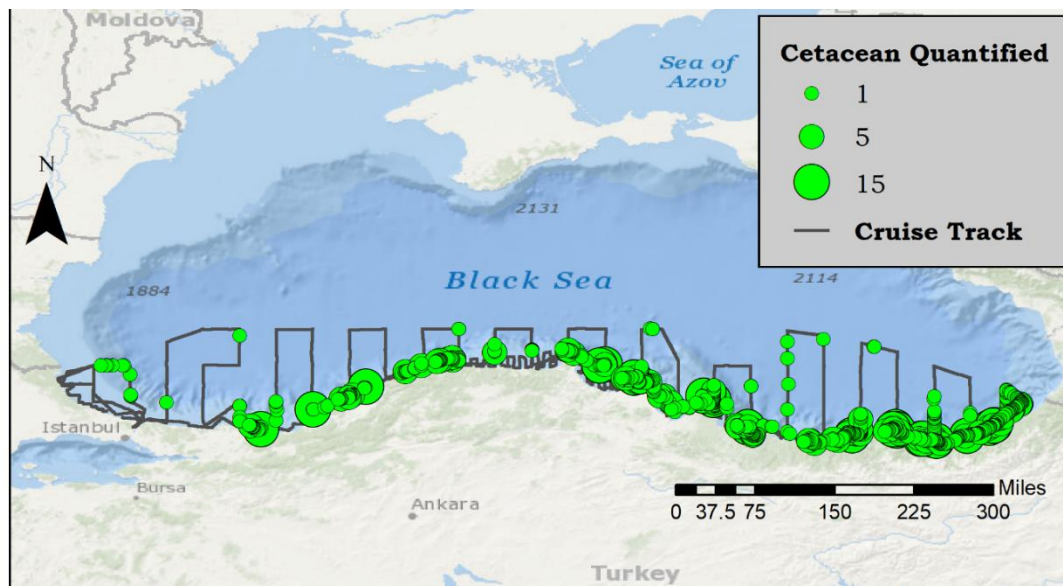 Moldova
Sea of
Azov
Cetacean Quantified
1
5
15
Cruise Track
N
2131
1884
2114
Black Sea
Istanbul
Bursa
Ankara
Miles
0 37.5 75 150 225 300
Turkey